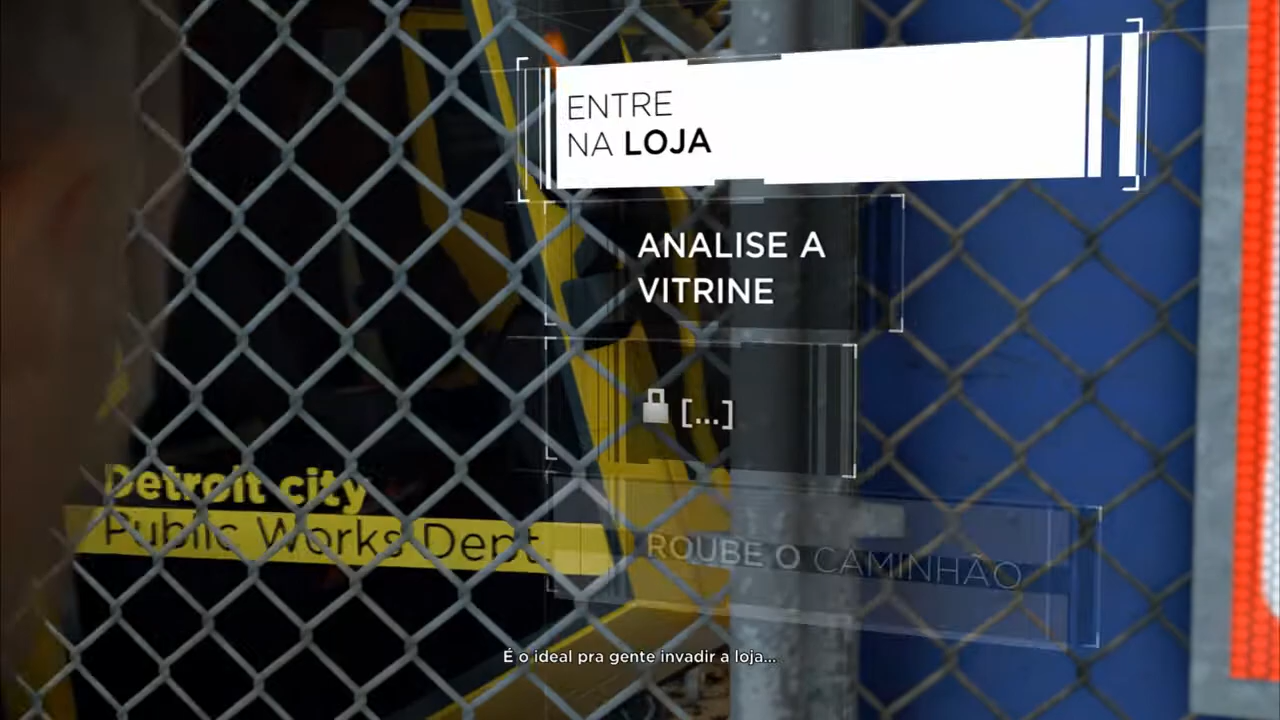 ENTRE
NA LOJA
ANALISE A
VITRINE
[...]
Detroit city
Public Works Dept.
ROUBE O CAMINHÃO
É o ideal pra gente invadir a loja...